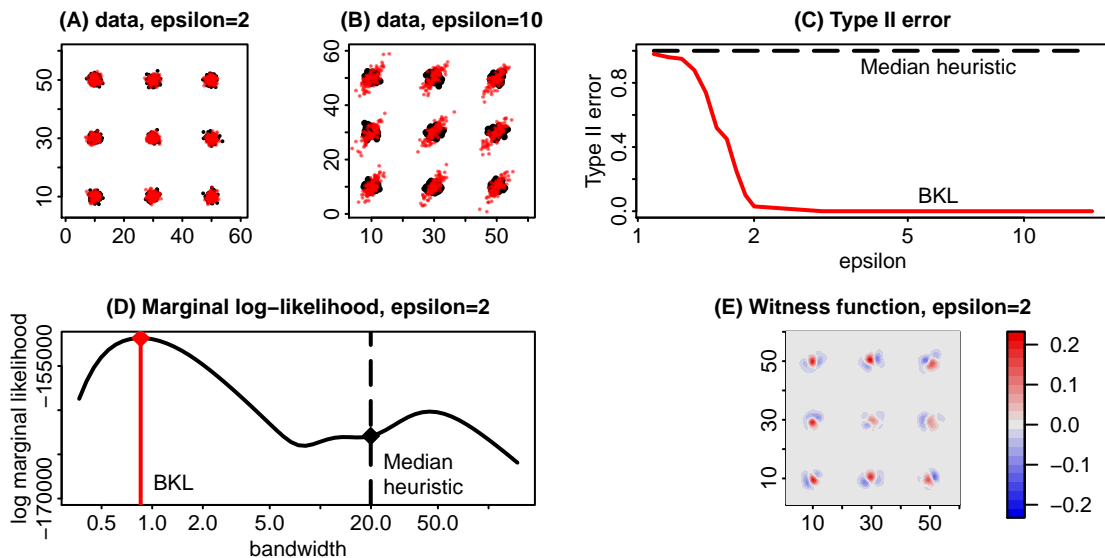 (A) data, epsilon=2
10 30 50
0 20 40 60
(B) data, epsilon=10
0 20 40 60
10 30 50
(C) Type II error
Type II error
0.0 0.4 0.8
Median heuristic
BKL
1 2 5 10
epsilon
(D) Marginal log−likelihood, epsilon=2
log marginal likelihood
−170000 −155000
BKL
Median
heuristic
0.5 1.0 2.0 5.0 20.0 50.0
bandwidth
(E) Witness function, epsilon=2
10 30 50
10 30 50
0.2
0.1
0.0
−0.1
−0.2